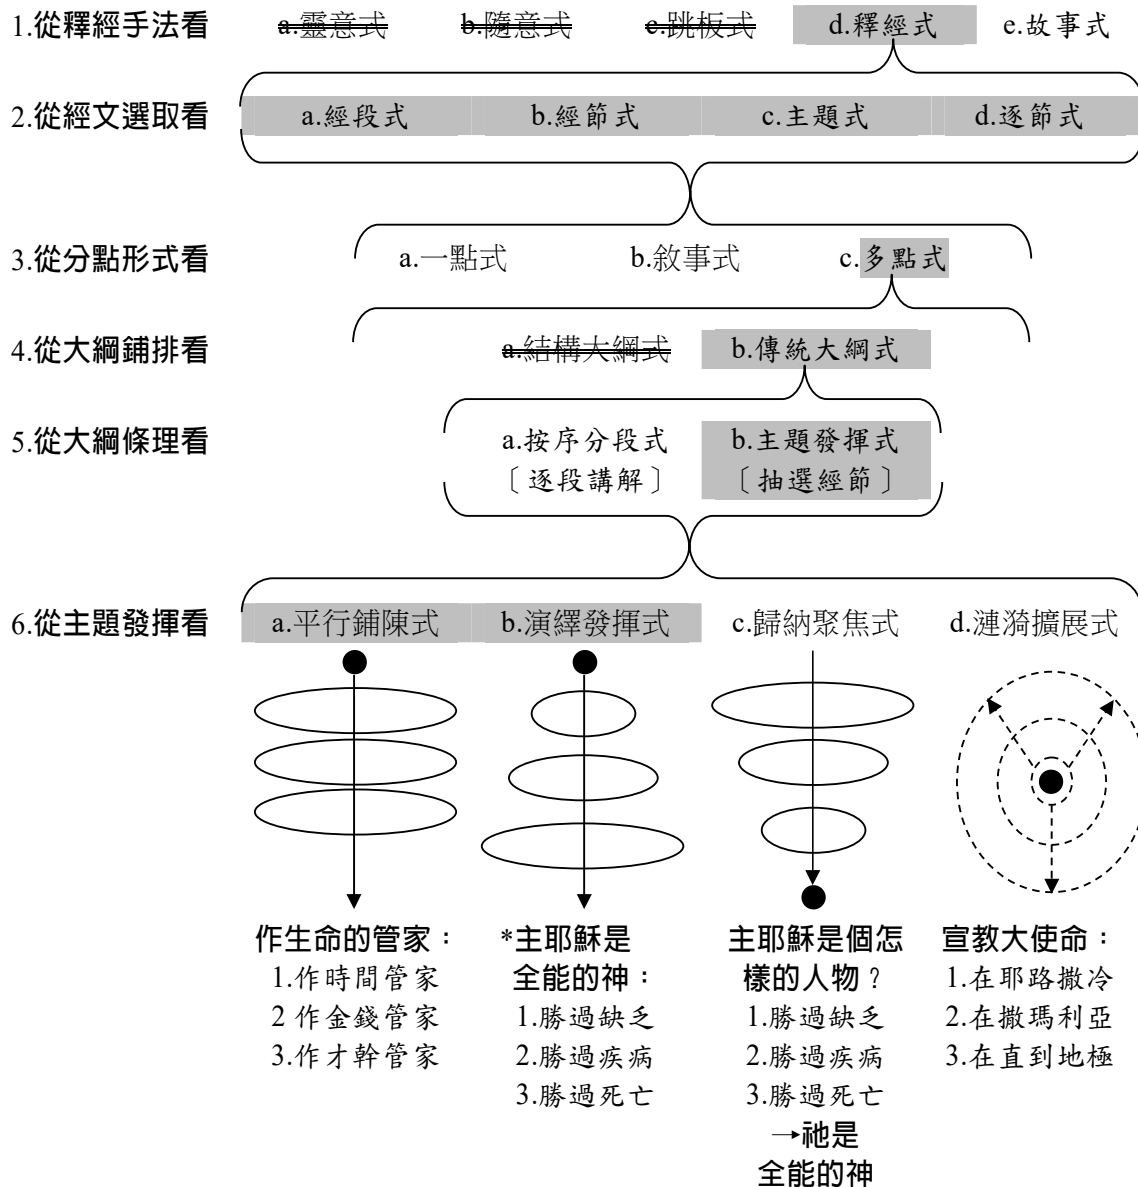 1.從釋經手法看 a.靈意式 b.隨意式 c.跳板式 d.釋經式 e.故事式
2.從經文選取看 a.經段式 b.經節式 c.主題式 d.逐節式
3.從分點形式看 a.一點式 b.敘事式 c.多點式
4.從大綱鋪排看 a.結構大綱式 b.傳統大綱式
5.從大綱條理看 a.按序分段式 b.主題發揮式
〔逐段講解〕 〔抽選經節〕
6.從主題發揮看 a.平行鋪陳式 b.演繹發揮式 c.歸納聚焦式 d.漣漪擴展式
作生命的管家：
1.作時間管家
2 作金錢管家
3.作才幹管家
*主耶穌是
全能的神：
1.勝過缺乏
2.勝過疾病
3.勝過死亡
主耶穌是個怎
樣的人物？
1.勝過缺乏
2.勝過疾病
3.勝過死亡
→祂是
全能的神
宣教大使命：
1.在耶路撒冷
2.在撒瑪利亞
3.在直到地極